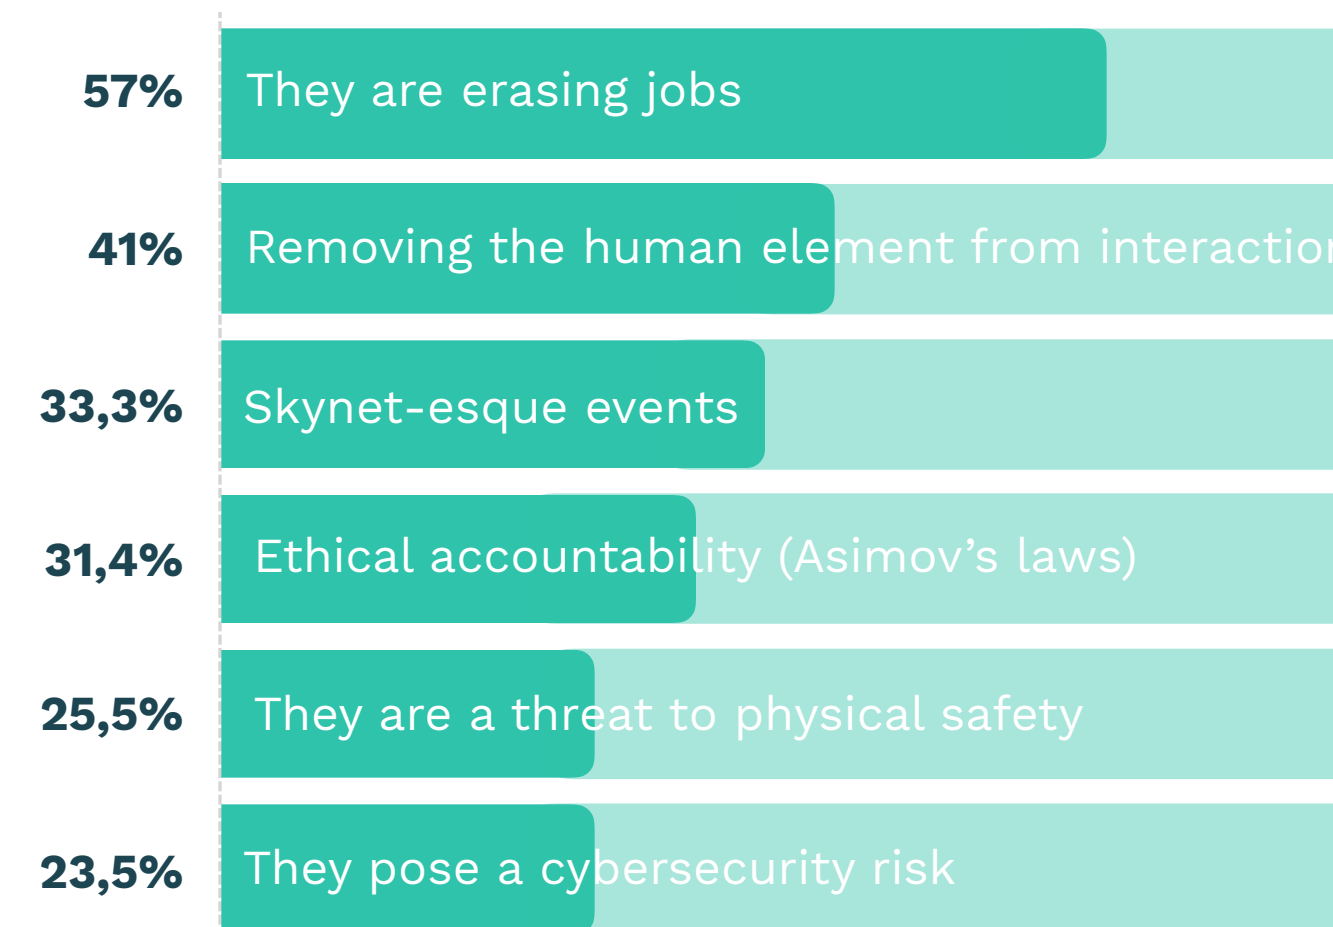 57% They are erasing jobs
41% Removing the human element from
33,3% Skynet-esque events
31,4% Ethical accountability (Asimov’s laws)
25,5% They are a threat to physical safety
23,5% They pose a cybersecurity risk